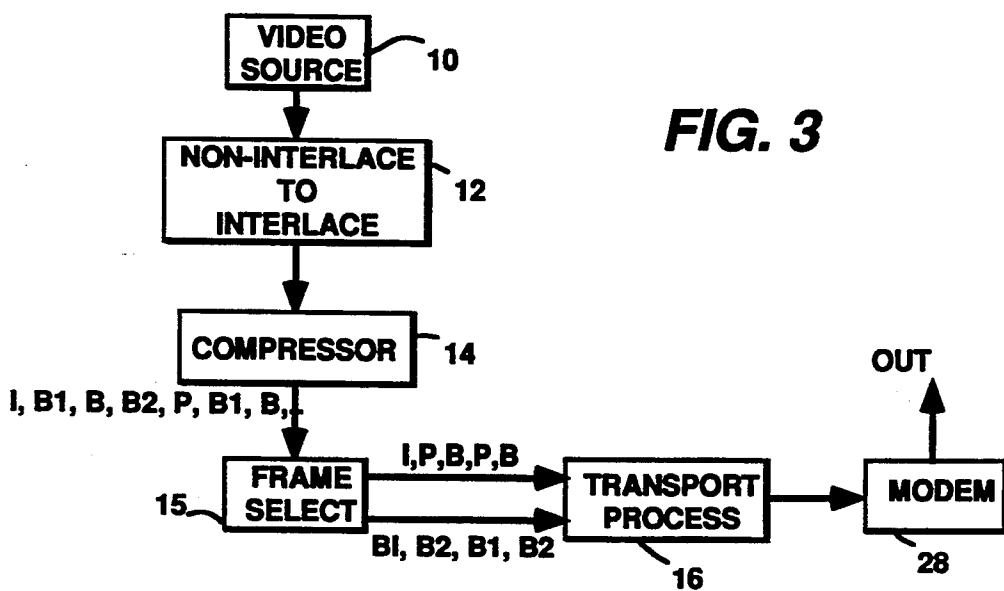 VIDEO
SOURCE
10
FIG. 3
NON-INTERLACE
TO
INTERLACE
12
COMPRESSOR
14
I, B1, B, B2, P, B1, B,..
OUT
FRAME
SELECT
15
I,P,B,P,B
BI, B2, B1, B2
TRANSPORT
PROCESS
16
MODEM
28